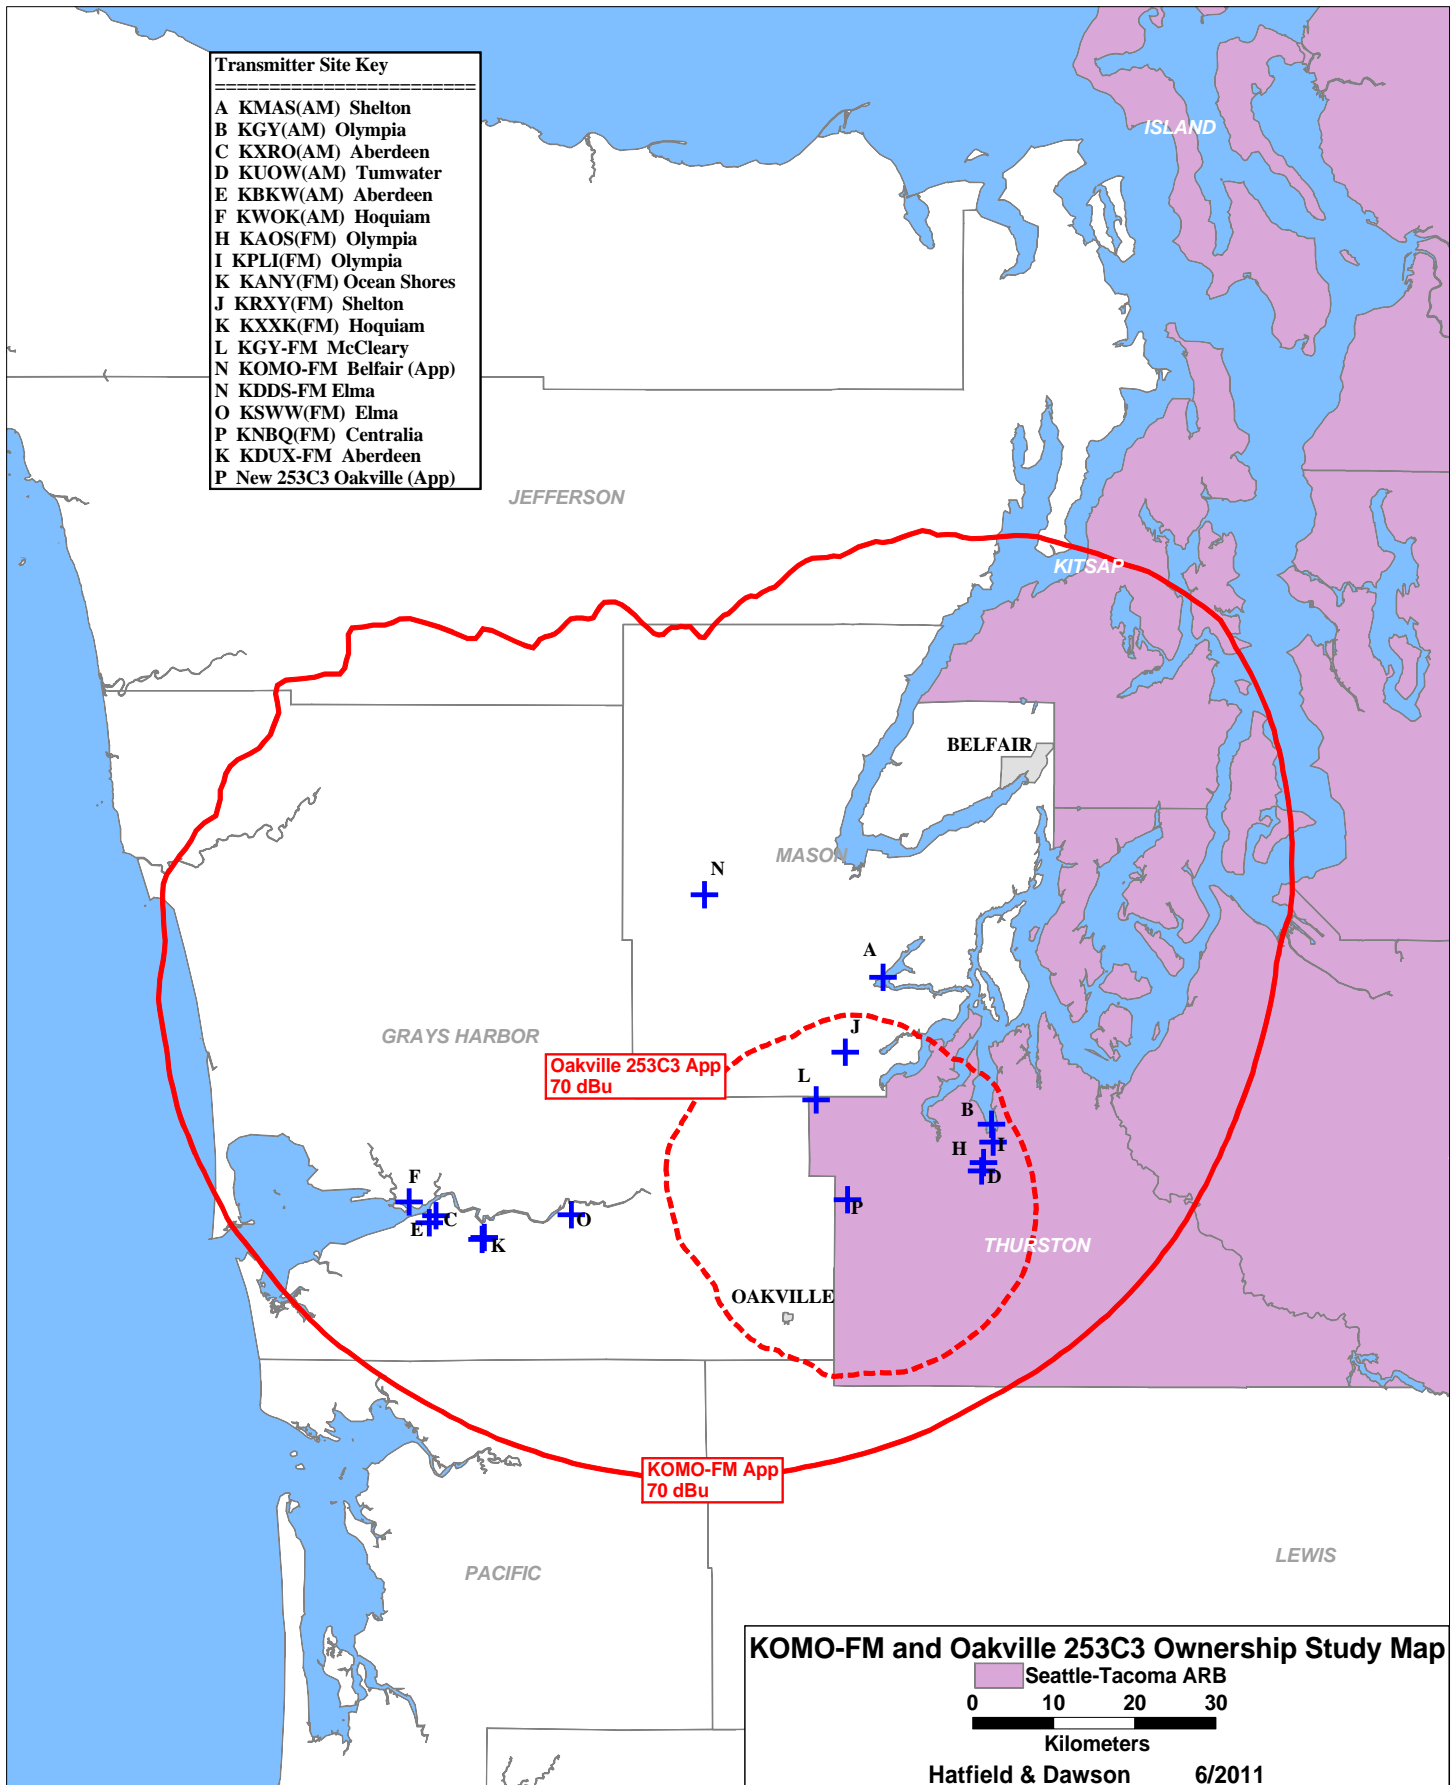 Transmitter Site Key
========================
A KMAS(AM) Shelton
B KGY(AM) Olympia
C KXRO(AM) Aberdeen
D KUOW(AM) Tumwater
E KBKW(AM) Aberdeen
F KWOK(AM) Hoquiam
H KAOS(FM) Olympia
I KPLI(FM) Olympia
K KANY(FM) Ocean Shores
J KRXY(FM) Shelton
K KXXK(FM) Hoquiam
L KGY-FM McCleary
N KOMO-FM Belfair (App)
N KDDS-FM Elma
O KSWW(FM) Elma
P KNBQ(FM) Centralia
K KDUX-FM Aberdeen
P New 253C3 Oakville (App)
ISLAND
JEFFERSON
KITSAP
BELFAIR
MASON
N
A
GRAYS HARBOR
J
Oakville 253C3 App
70 dBu
L
B
H
I
D
F
P
C
O
E
K
THURSTON
OAKVILLE
KOMO-FM App
70 dBu
LEWIS
PACIFIC
KOMO-FM and Oakville 253C3 Ownership Study Map
Seattle-Tacoma ARB
0 10 20 30
Kilometers
Hatfield & Dawson 6/2011